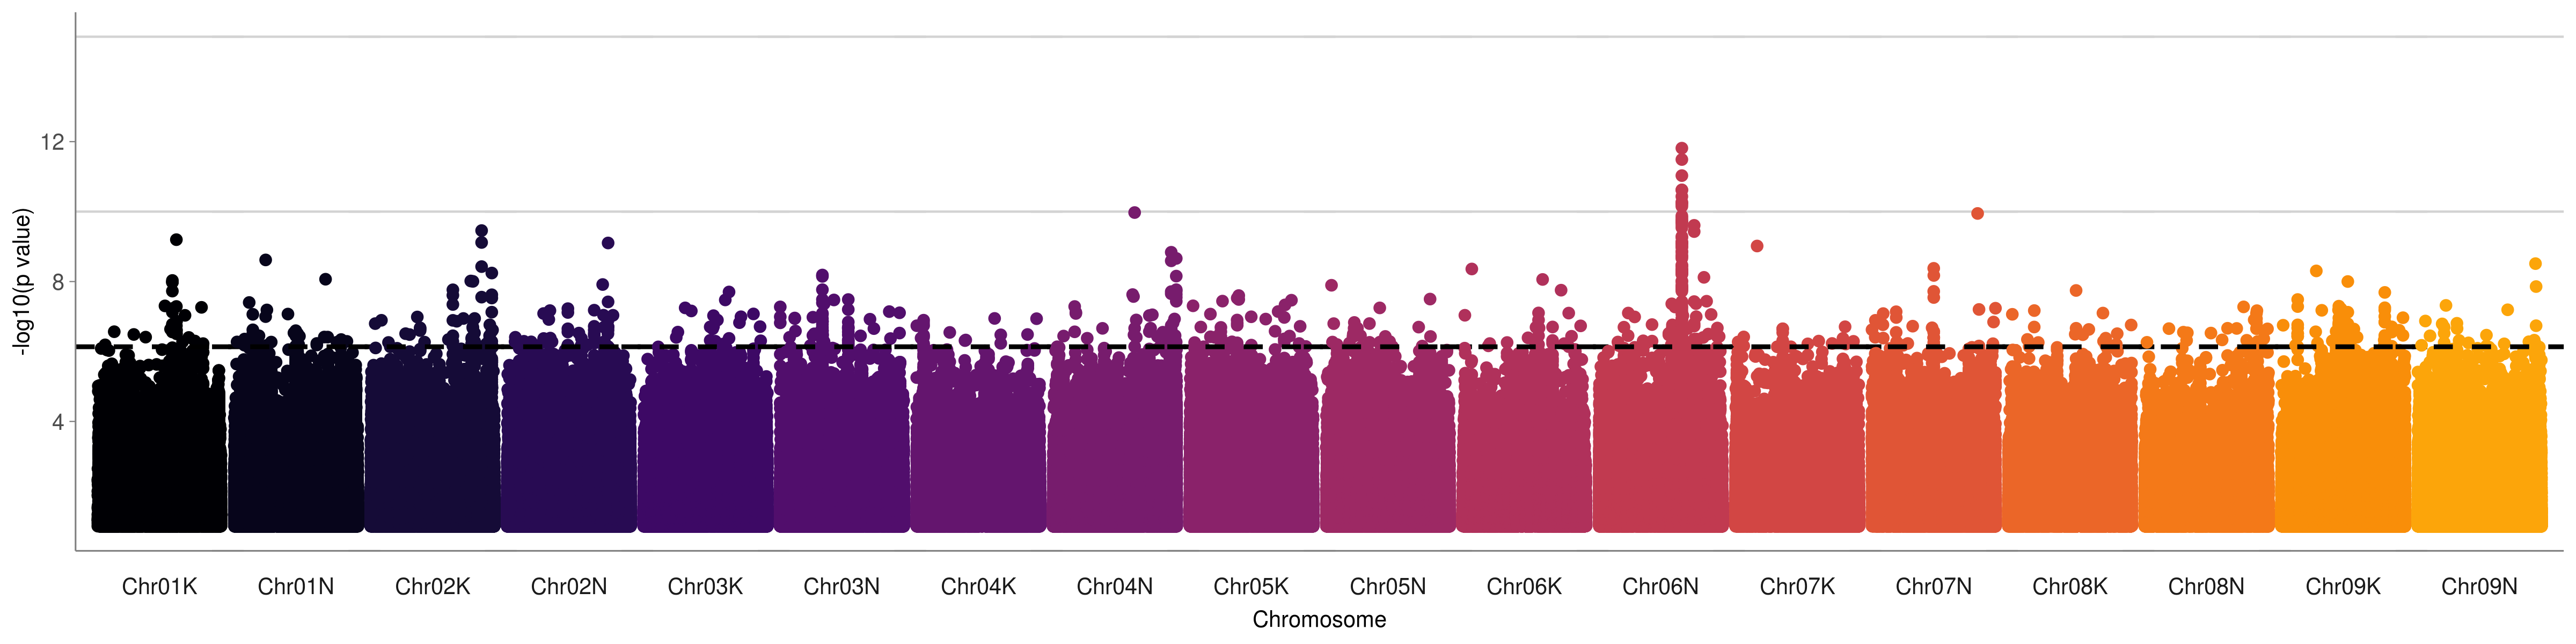 -log10(p value)
12
8
4
Chr01K Chr01N Chr02K Chr02N Chr03K Chr03N Chr04K Chr04N Chr05K Chr05N Chr06K Chr06N Chr07K Chr07N Chr08K Chr08N Chr09K Chr09N
Chromosome